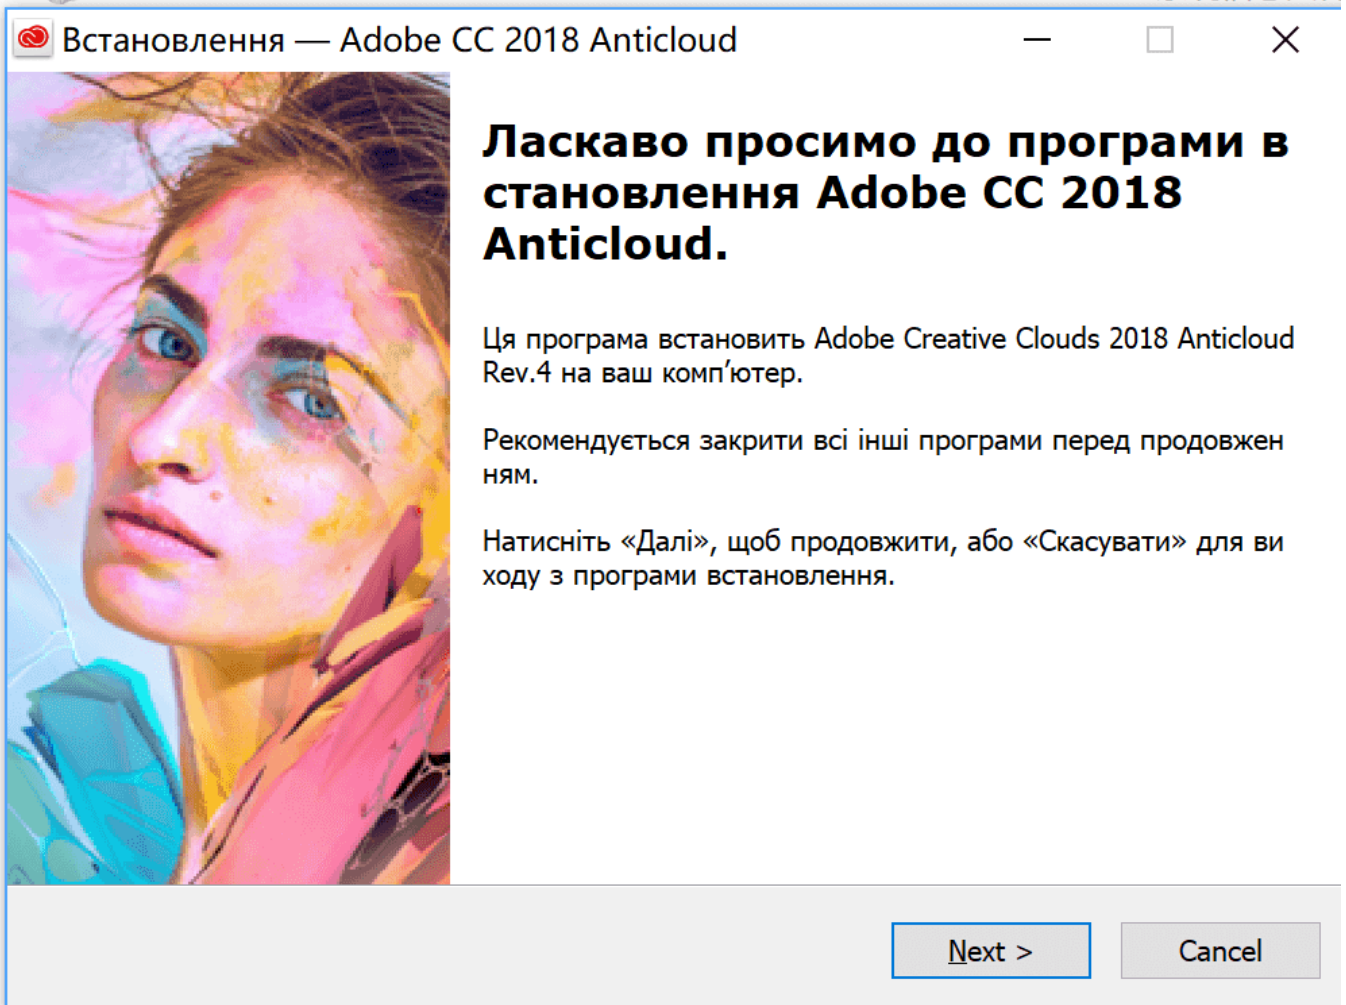 Встановлення — Adobe CC 2018 Anticloud
Ласкаво просимо до програми в
становлення Adobe CC 2018
Anticloud.
Ця програма встановить Adobe Creative Clouds 2018 Anticloud
Rev.4 на ваш комп’ютер.
Рекомендується закрити всі інші програми перед продовжен
ням.
Натисніть «Далі», щоб продовжити, або «Скасувати» для ви
ходу з програми встановлення.
Next >
Cancel